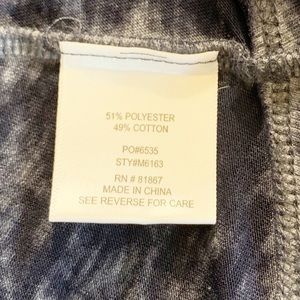 51% POLYESTER
49% COTTON
PO#6535
STY#M6163
RN # 81867
MADE IN CHINA
SEE REVERSE FOR CARE